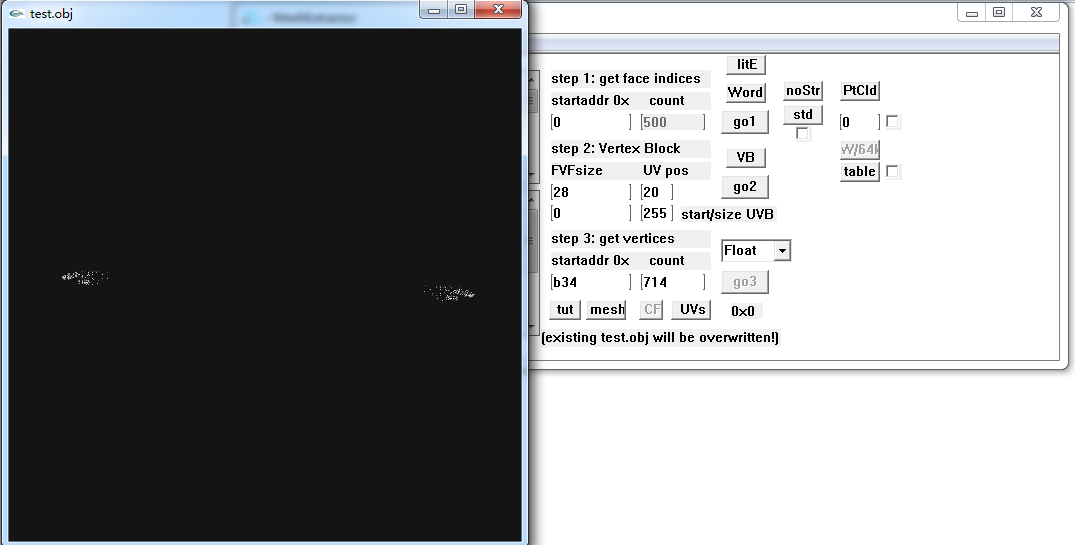 test.obj
litE
step 1: get face indices
Word
noStr
PtCld
startaddr 0x count
0
500
go1
std
0
step 2: Vertex Block
VB
FVFsize UV pos
table
28
20
go2
0
255
start/size UVB
step 3: get vertices
Float
startaddr 0x count
b34
714
go3
tut
mesh
CF
UVs
0x0
(existing test.obj will be overwritten!)